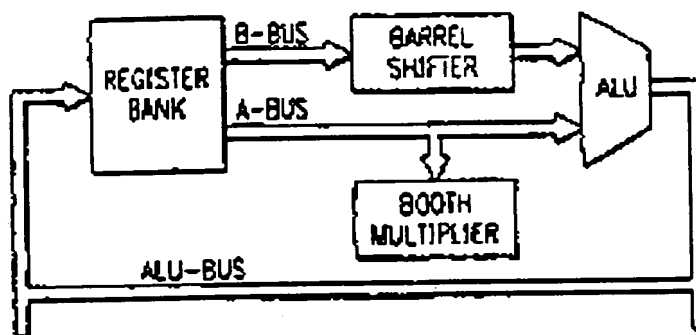 B-BUS
BARREL
SHIFTER
REGISTER
BANK
ALU
A-BUS
BOOTH
MULTIPLIER
ALU-BUS